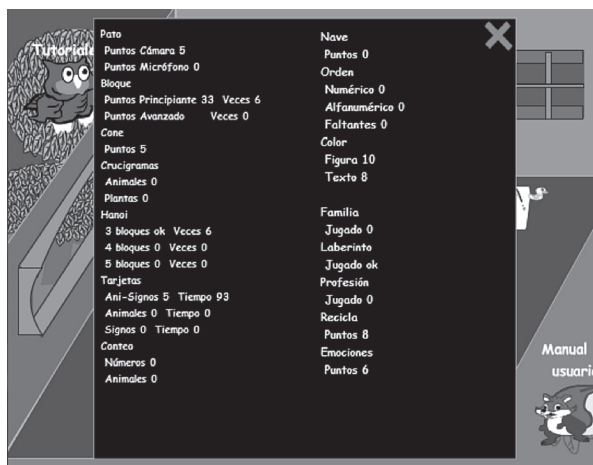 Tutoriale
Pato
Puntos Cámara 5
Puntos Micrófono 0
Bloque
Puntos Principiante 33 Veces 6
Puntos Avanzado Veces 0
Cone
Puntos 5
Crucigramas
Animales 0
Plantas 0
Hanoi
3 bloques ok Veces 6
4 bloques 0 Veces 0
5 bloques 0 Veces 0
Tarjetas
Ani-Signos 5 Tiempo 93
Animales 0 Tiempo 0
Signos 0 Tiempo 0
Conteo
Números 0
Animales 0
Nave
Puntos 0
Orden
Numérico 0
Alfanumérico 0
Faltantes 0
Color
Figura 10
Texto 8
Familia
Jugado 0
Laberinto
Jugado ok
Profesión
Jugado 0
Recicla
Puntos 8
Emociones
Puntos 6
Manual
usuari